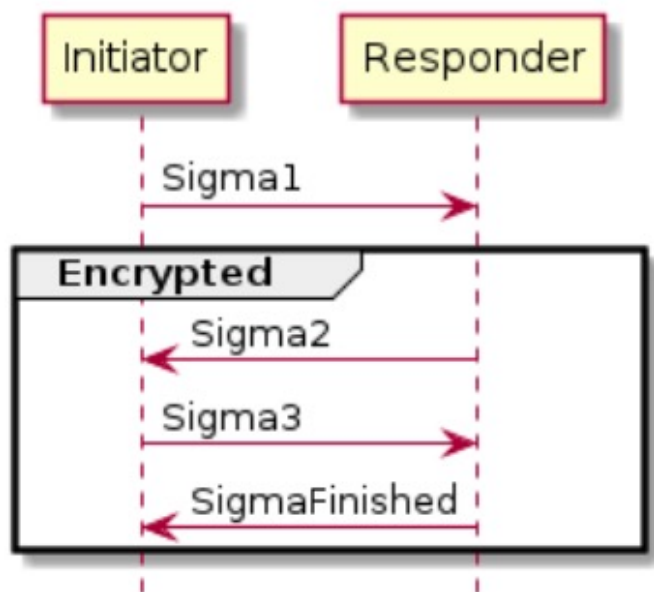 Initiator
Responder
Sigma1
Encrypted
Sigma2
Sigma3
SigmaFinished